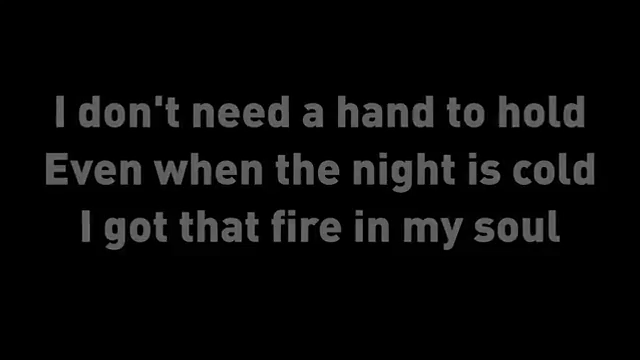 I don't need a hand to hold
Even when the night is cold
I got that fire in my soul